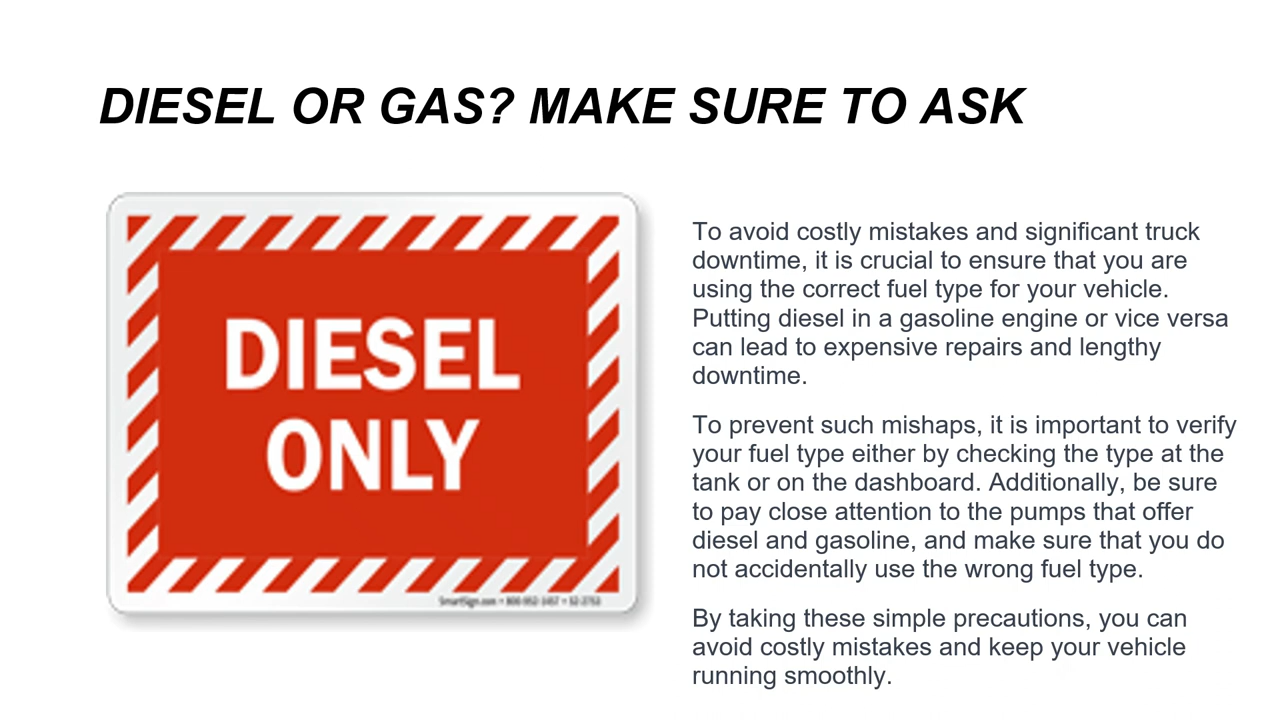 DIESEL OR GAS? MAKE SURE TO ASK
DIESEL
ONLY
To avoid costly mistakes and significant truck
downtime, it is crucial to ensure that you are
using the correct fuel type for your vehicle.
Putting diesel in a gasoline engine or vice versa
can lead to expensive repairs and lengthy
downtime.
To prevent such mishaps, it is important to verify
your fuel type either by checking the type at the
tank or on the dashboard. Additionally, be sure
to pay close attention to the pumps that offer
diesel and gasoline, and make sure that you do
not accidentally use the wrong fuel type.
By taking these simple precautions, you can
avoid costly mistakes and keep your vehicle
running smoothly.
SmartSign.com •